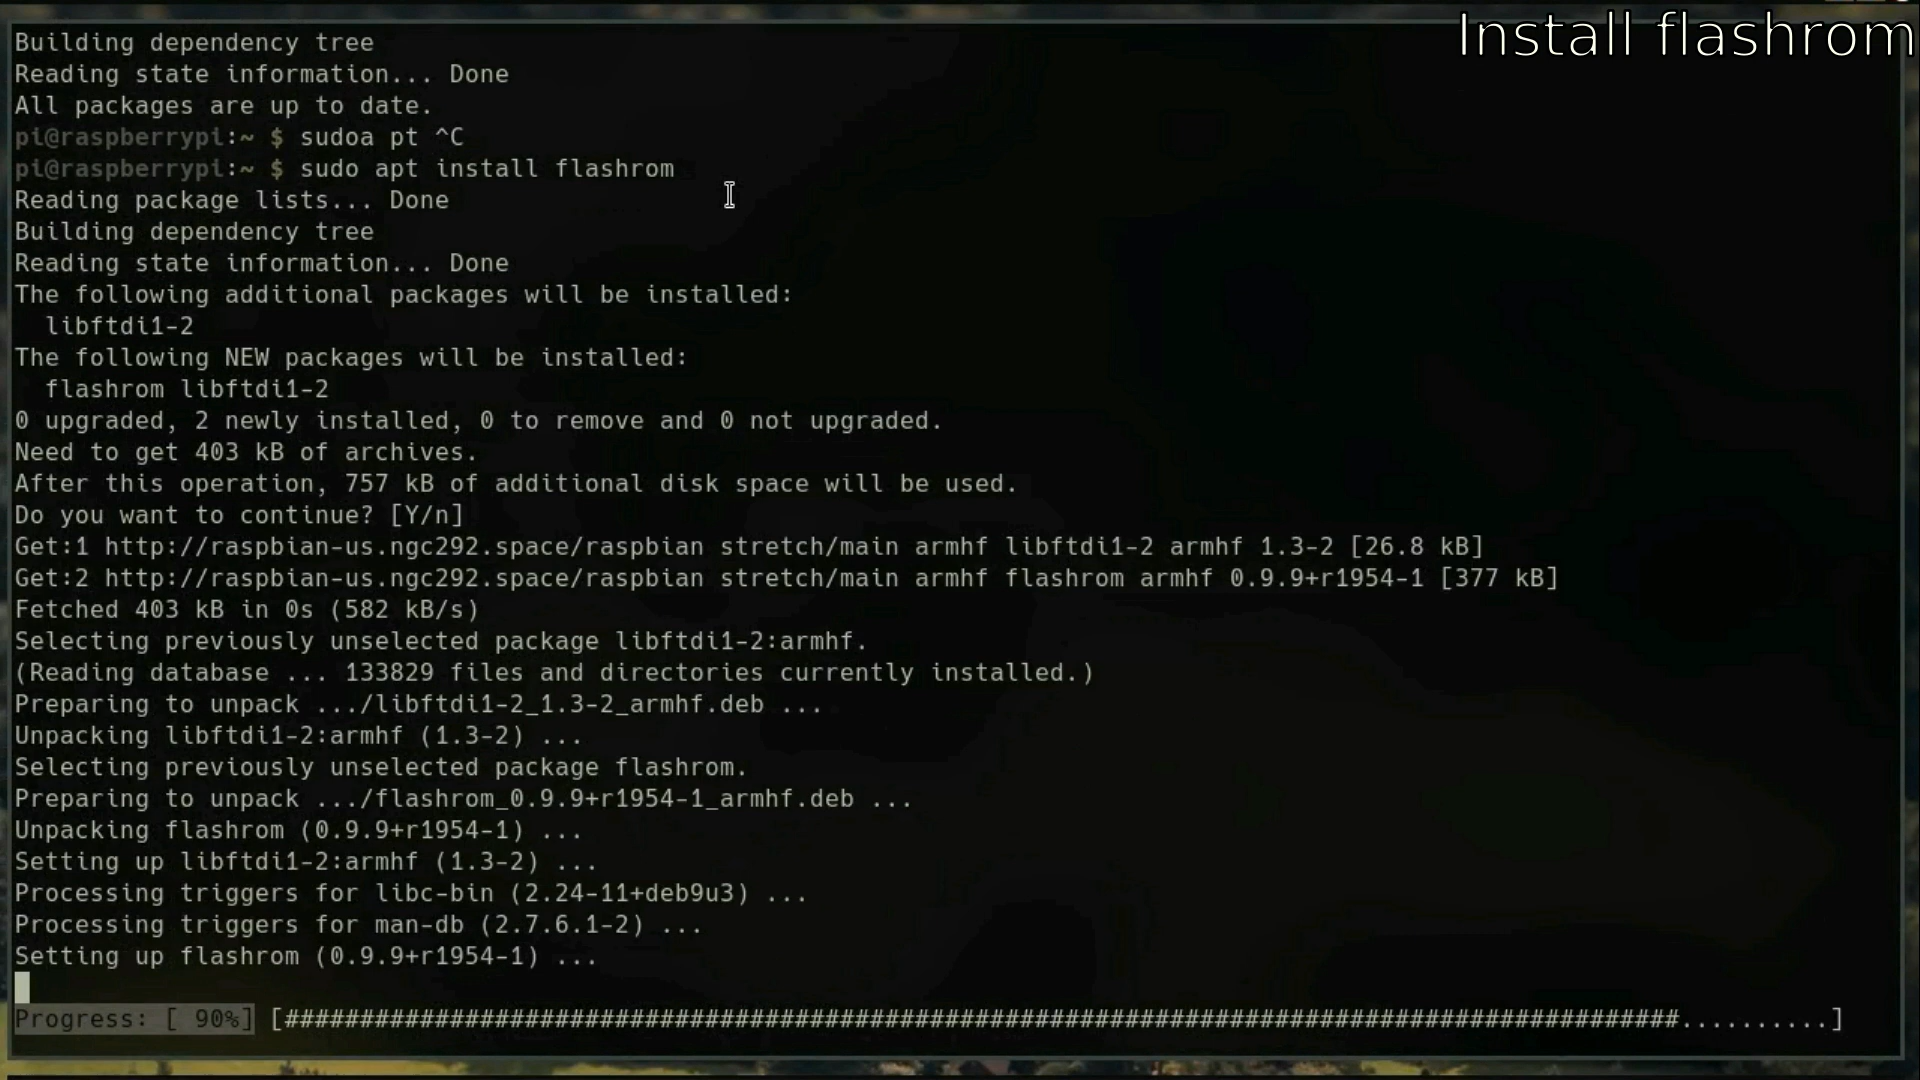 Install flashrom
Building dependency tree
Reading state information... Done
All packages are up to date.
pi@raspberrypi:~ $ sudoa pt ^C
pi@raspberrypi:~ $ sudo apt install flashrom
Reading package lists... Done
Building dependency tree
Reading state information... Done
The following additional packages will be installed:
  libftdi1-2
The following NEW packages will be installed:
  flashrom libftdi1-2
0 upgraded, 2 newly installed, 0 to remove and 0 not upgraded.
Need to get 403 kB of archives.
After this operation, 757 kB of additional disk space will be used.
Do you want to continue? [Y/n]
Get:1 http://raspbian-us.ngc292.space/raspbian stretch/main armhf libftdi1-2 armhf 1.3-2 [26.8 kB]
Get:2 http://raspbian-us.ngc292.space/raspbian stretch/main armhf flashrom armhf 0.9.9+r1954-1 [377 kB]
Fetched 403 kB in 0s (582 kB/s)
Selecting previously unselected package libftdi1-2:armhf.
(Reading database ... 133829 files and directories currently installed.)
Preparing to unpack .../libftdi1-2_1.3-2_armhf.deb ...
Unpacking libftdi1-2:armhf (1.3-2) ...
Selecting previously unselected package flashrom.
Preparing to unpack .../flashrom_0.9.9+r1954-1_armhf.deb ...
Unpacking flashrom (0.9.9+r1954-1) ...
Setting up libftdi1-2:armhf (1.3-2) ...
Processing triggers for libc-bin (2.24-11+deb9u3) ...
Processing triggers for man-db (2.7.6.1-2) ...
Setting up flashrom (0.9.9+r1954-1) ...
Progress: [ 90%] [#############################################################################################..........]